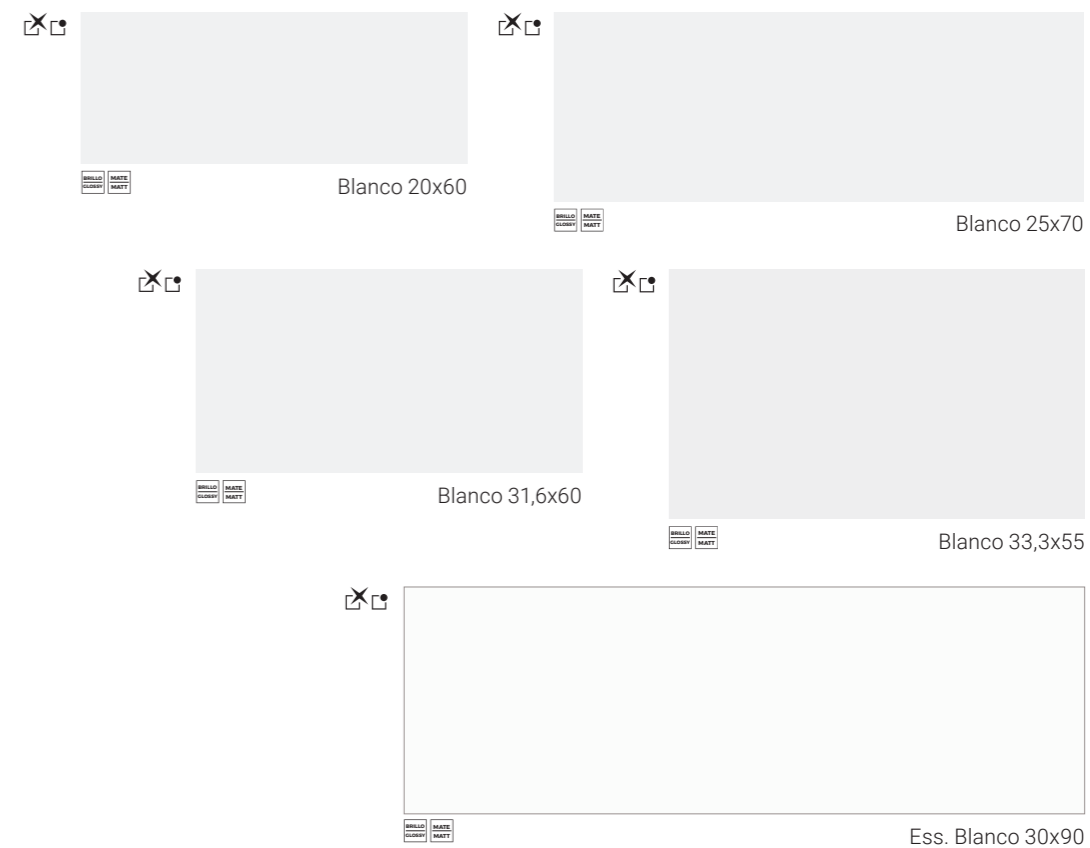 BRILLO MATE
GLOSSY MATT
Blanco 20x60
BRILLO MATE
GLOSSY MATT
Blanco 25x70
BRILLO MATE
GLOSSY MATT
Blanco 31,6x60
BRILLO MATE
GLOSSY MATT
Blanco 33,3x55
BRILLO MATE
GLOSSY MATT
Ess. Blanco 30x90